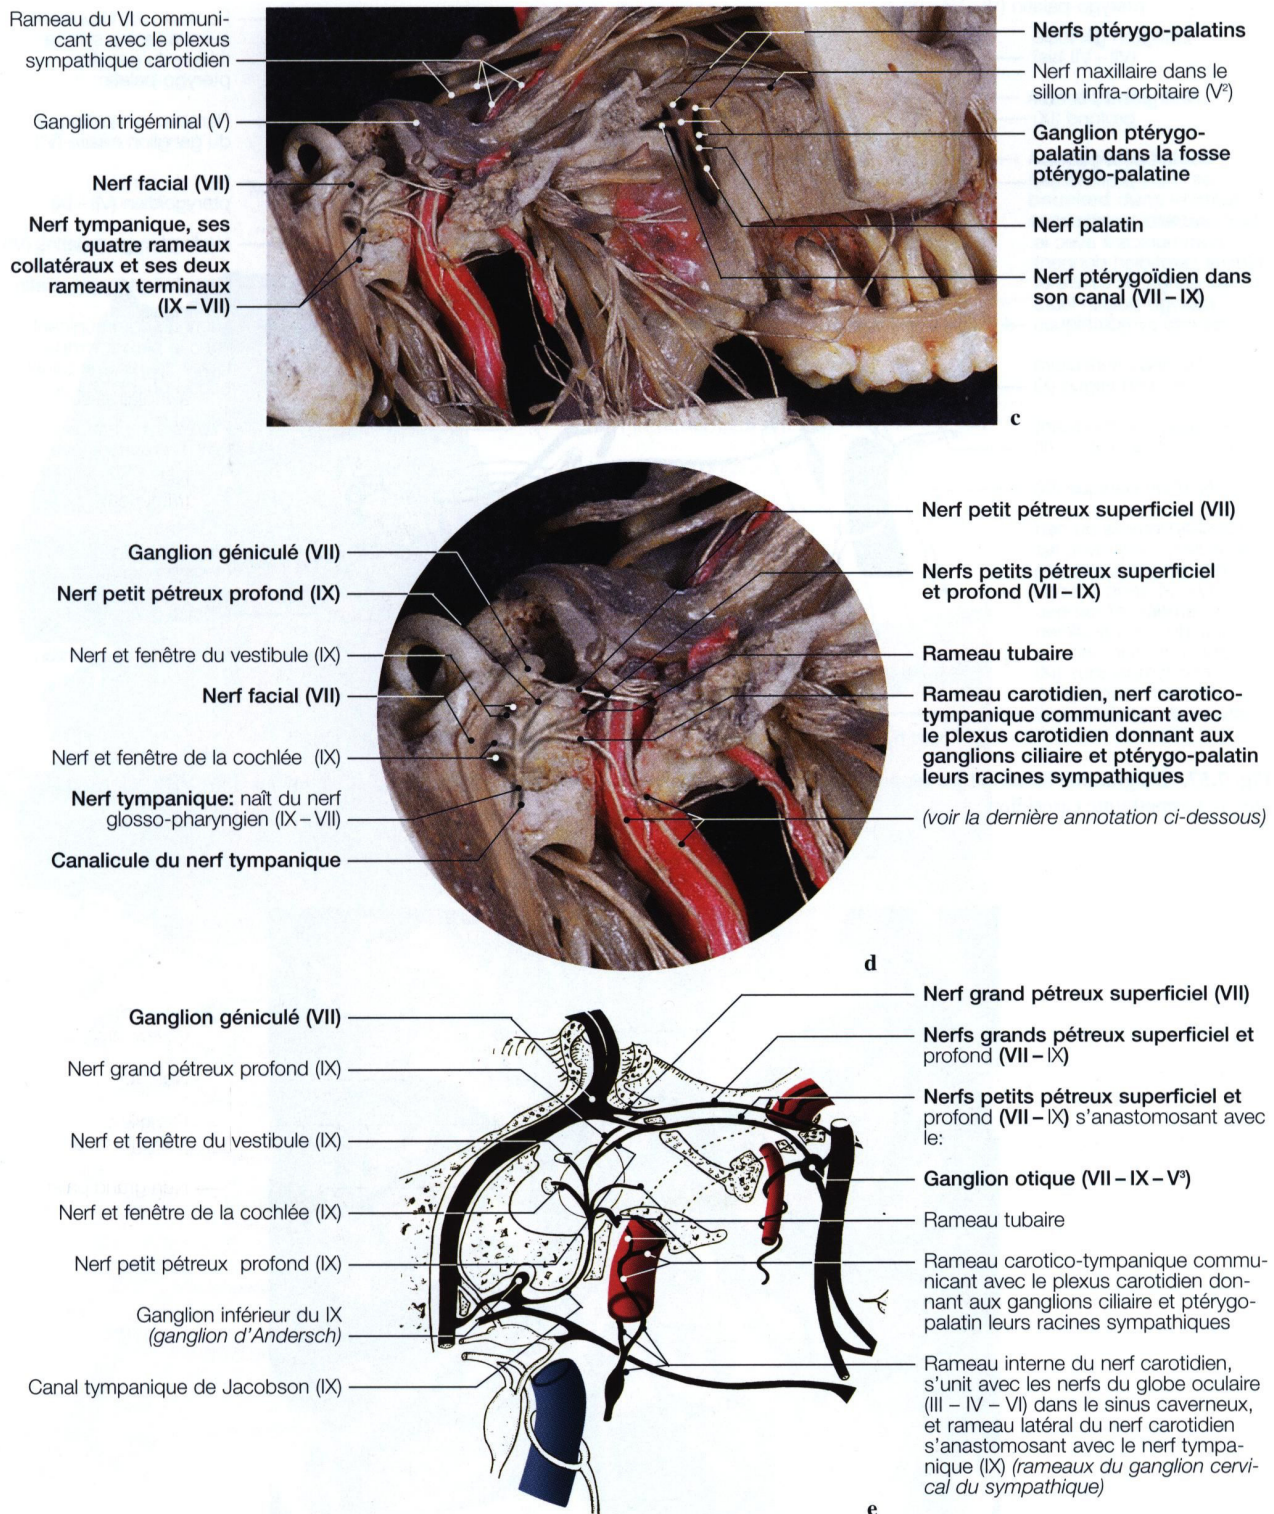 Rameau du VI communi-
cant avec le plexus
sympathique carotidien
Ganglion trigéminal (V)
Nerf facial (VII)
Nerf tympanique, ses
quatre rameaux
collatéraux et ses deux
rameaux terminaux
(IX – VII)
Nerfs ptérygo-palatins
Nerf maxillaire dans le
sillon infra-orbitaire (V²)
Ganglion ptérygo-
palatin dans la fosse
ptérygo-palatine
Nerf palatin
Nerf ptérygoïdien dans
son canal (VII – IX)
c
Ganglion géniculé (VII)
Nerf petit pétreux profond (IX)
Nerf et fenêtre du vestibule (IX)
Nerf facial (VII)
Nerf et fenêtre de la cochlée (IX)
Nerf tympanique: naît du nerf
glosso-pharyngien (IX – VII)
Canalicule du nerf tympanique
Nerf petit pétreux superficiel (VII)
Nerfs petits pétreux superficiel
et profond (VII – IX)
Rameau tubaire
Rameau carotidien, nerf carotico-
tympanique communicant avec
le plexus carotidien donnant aux
ganglions ciliaire et ptérygo-palatin
leurs racines sympathiques
(voir la dernière annotation ci-dessous)
d
Ganglion géniculé (VII)
Nerf grand pétreux profond (IX)
Nerf et fenêtre du vestibule (IX)
Nerf et fenêtre de la cochlée (IX)
Nerf petit pétreux profond (IX)
Ganglion inférieur du IX
(ganglion d'Andersch)
Canal tympanique de Jacobson (IX)
Nerf grand pétreux superficiel (VII)
Nerfs grands pétreux superficiel et
profond (VII – IX)
Nerfs petits pétreux superficiel et
profond (VII – IX) s'anastomosant avec
le:
Ganglion otique (VII – IX – V³)
Rameau tubaire
Rameau carotico-tympanique commu-
nicant avec le plexus carotidien don-
nant aux ganglions ciliaire et ptérygo-
palatin leurs racines sympathiques
Rameau interne du nerf carotidien,
s'unit avec les nerfs du globe oculaire
(III – IV – VI) dans le sinus caverneux,
et rameau latéral du nerf carotidien
s'anastomosant avec le nerf tympa-
nique (IX) (rameaux du ganglion cervi-
cal du sympathique)
e